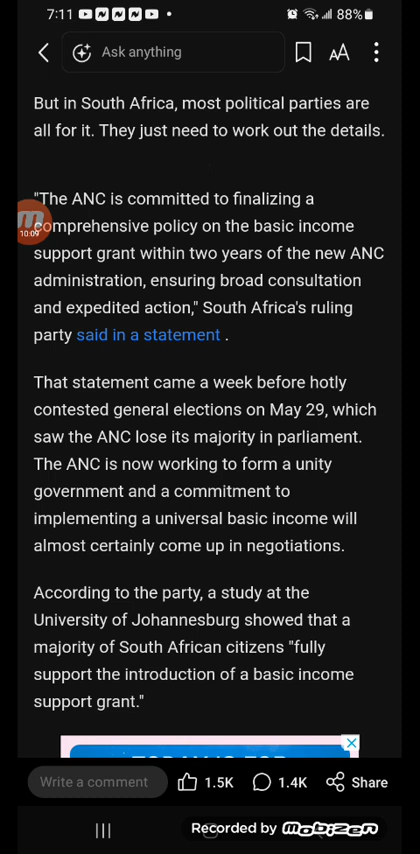 7:11 88%
Ask anything AA
But in South Africa, most political parties are
all for it. They just need to work out the details.
"The ANC is committed to finalizing a
comprehensive policy on the basic income
support grant within two years of the new ANC
administration, ensuring broad consultation
and expedited action," South Africa's ruling
party said in a statement .
10:09
That statement came a week before hotly
contested general elections on May 29, which
saw the ANC lose its majority in parliament.
The ANC is now working to form a unity
government and a commitment to
implementing a universal basic income will
almost certainly come up in negotiations.
According to the party, a study at the
University of Johannesburg showed that a
majority of South African citizens "fully
support the introduction of a basic income
support grant."
TODAY IS FOR
Write a comment 1.5K 1.4K Share
Recorded by mobizen